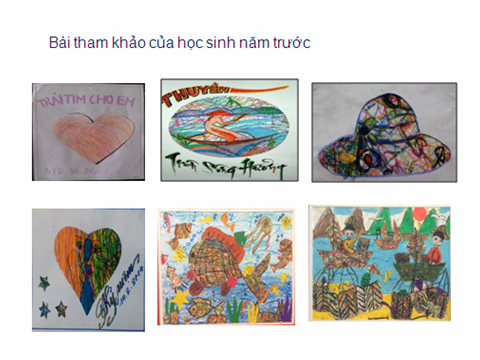 Bài tham khảo của học sinh năm trước
TRÁI TIM CHO EM
THUYỀN
Trên Sông Hương